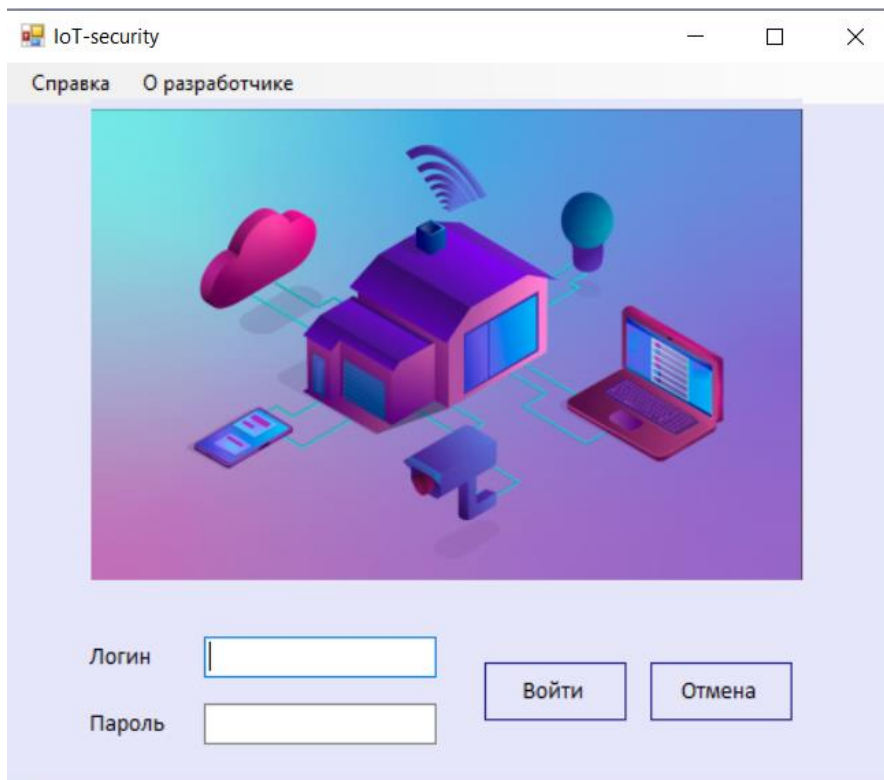 IoT-security
Справка О разработчике
Логин
Войти Отмена
Пароль